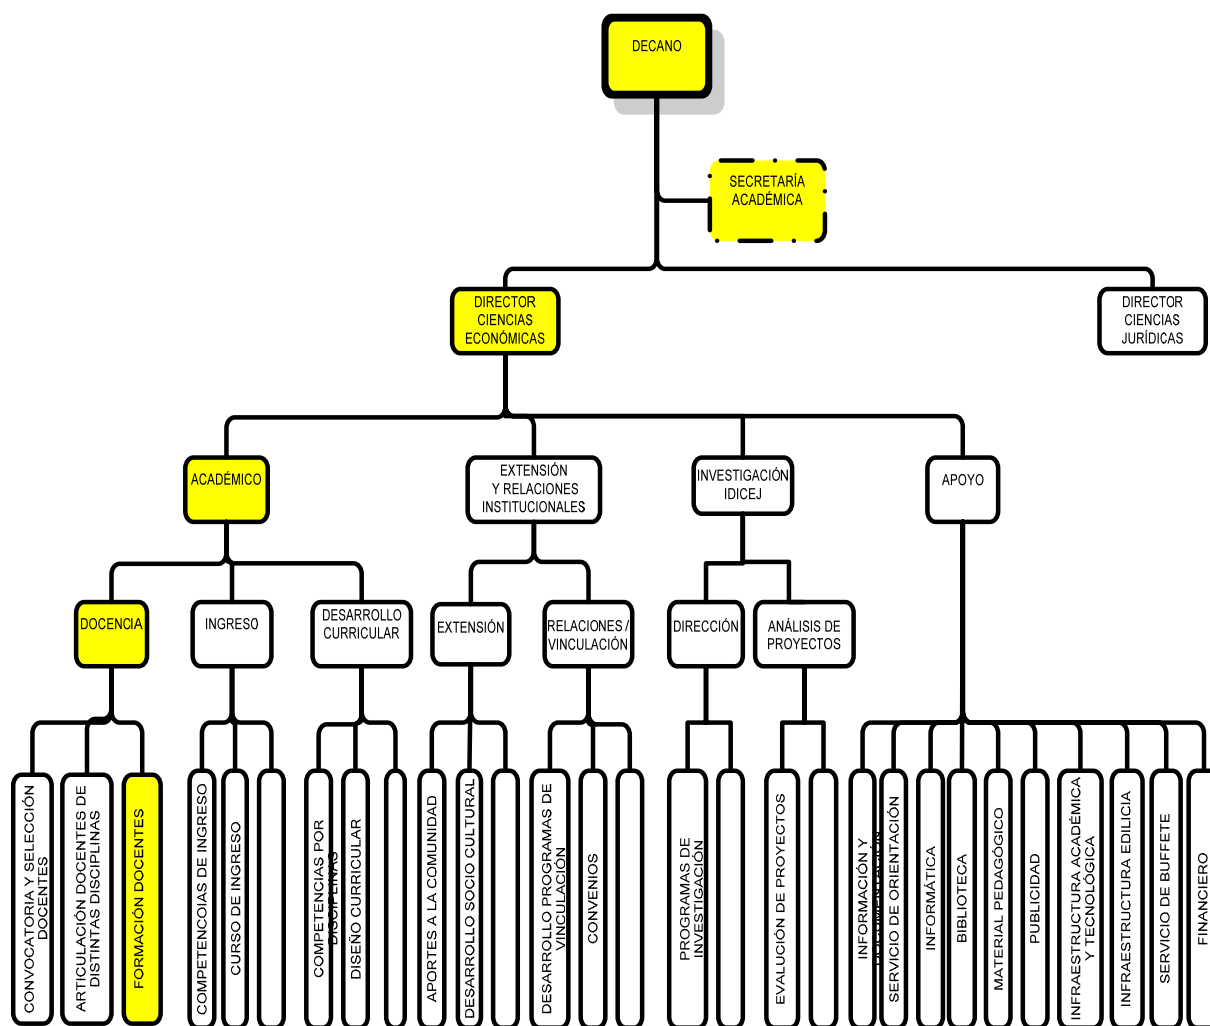 DECANO
SECRETARÍA
ACADÉMICA
DIRECTOR
CIENCIAS
ECONÓMICAS
DIRECTOR
CIENCIAS
JURÍDICAS
ACADÉMICO
EXTENSIÓN
Y RELACIONES
INSTITUCIONALES
INVESTIGACIÓN
IDICEJ
APOYO
DOCENCIA
INGRESO
DESARROLLO
CURRICULAR
EXTENSIÓN
RELACIONES /
VINCULACIÓN
DIRECCIÓN
ANÁLISIS DE
PROYECTOS
CONVOCATORIA Y SELECCIÓN
DOCENTES
ARTICULACIÓN DOCENTES DE
DISTINTAS DISCIPLINAS
FORMACIÓN DOCENTES
COMPETENCOIAS DE INGRESO
CURSO DE INGRESO
COMPETENCIAS POR
DISCIPLINAS
DISEÑO CURRICULAR
APORTES A LA COMUNIDAD
DESARROLLO SOCIO CULTURAL
DESARROLLO PROGRAMAS DE
VINCULACIÓN
CONVENIOS
PROGRAMAS DE
INVESTIGACIÓN
EVALUCIÓN DE PROYECTOS
INFORMACIÓN Y
DOCUMENTACIÓN
SERVICIO DE ORIENTACIÓN
INFORMÁTICA
BIBLIOTECA
MATERIAL PEDAGÓGICO
PUBLICIDAD
INFRAESTRUCTURA ACADÉMICA
Y TECNOLÓGICA
INFRAESTRUCTURA EDILICIA
SERVICIO DE BUFFETE
FINANCIERO